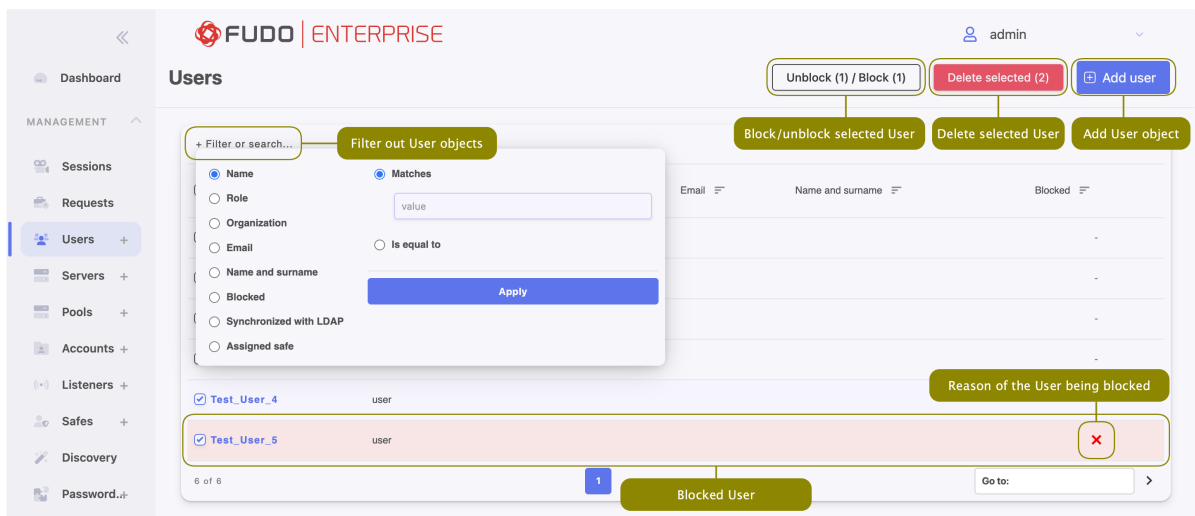 FUDO ENTERPRISE
admin
Dashboard
Users
Unblock (1) / Block (1)
Delete selected (2)
Add user
MANAGEMENT
Block/unblock selected User
Delete selected User
Add User object
+ Filter or search...
Filter out User objects
Sessions
Requests
Users +
Servers +
Pools +
Accounts +
Listeners +
Safes +
Discovery
Password..+
Name
Role
Organization
Email
Name and surname
Blocked
Synchronized with LDAP
Assigned safe
Matches
value
Is equal to
Apply
Email
Name and surname
Blocked
-
-
-
-
Reason of the User being blocked
Test_User_4 user
Test_User_5 user
6 of 6
1
Go to:
Blocked User